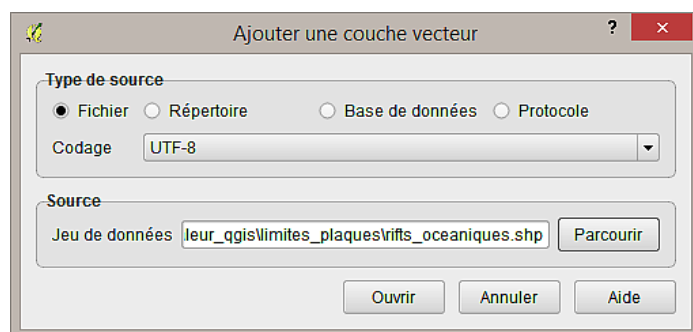 Ajouter une couche vecteur ? ×
Type de source
Fichier Répertoire Base de données Protocole
Codage UTF-8
Source
Jeu de données leur_qgis\limites_plaques\rifts_oceaniques.shp Parcourir
Ouvrir Annuler Aide